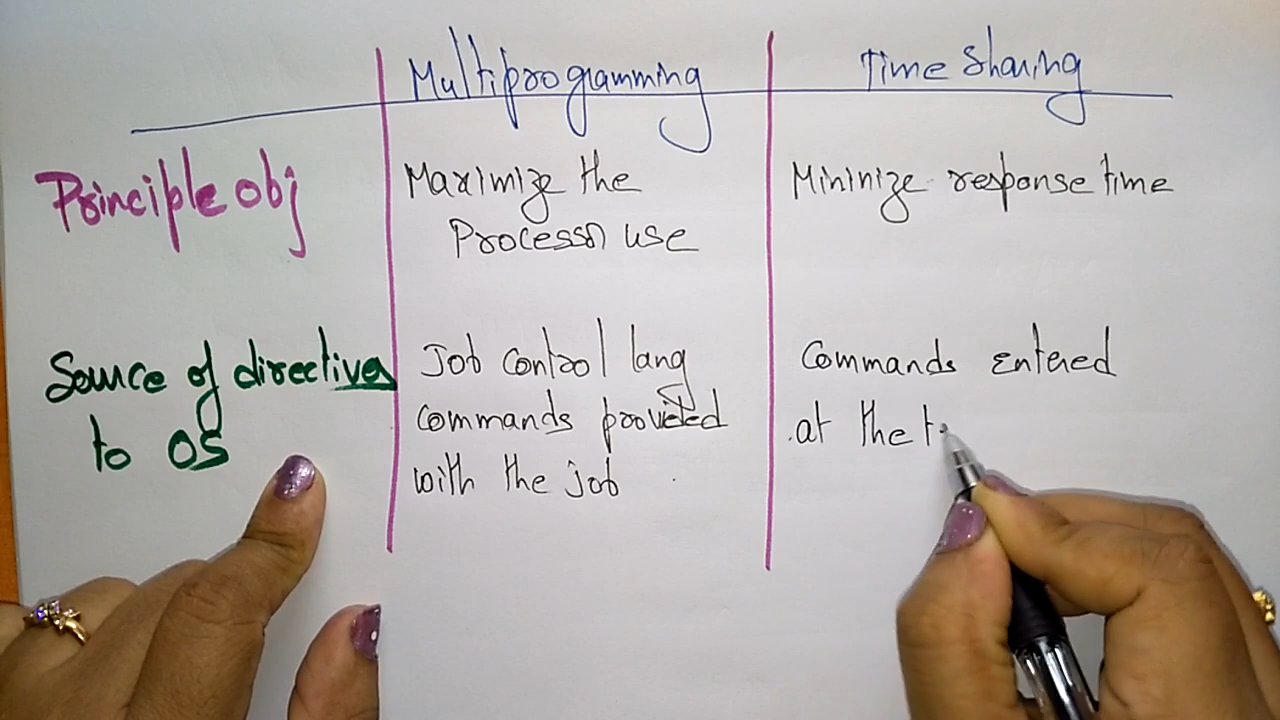 Multiprogramming
Time Sharing
Principle obj
Maximize the
Processor use
Mininize response time
Source of directives
to OS
Job control lang
commands provided
with the job
Commands entered
at the t